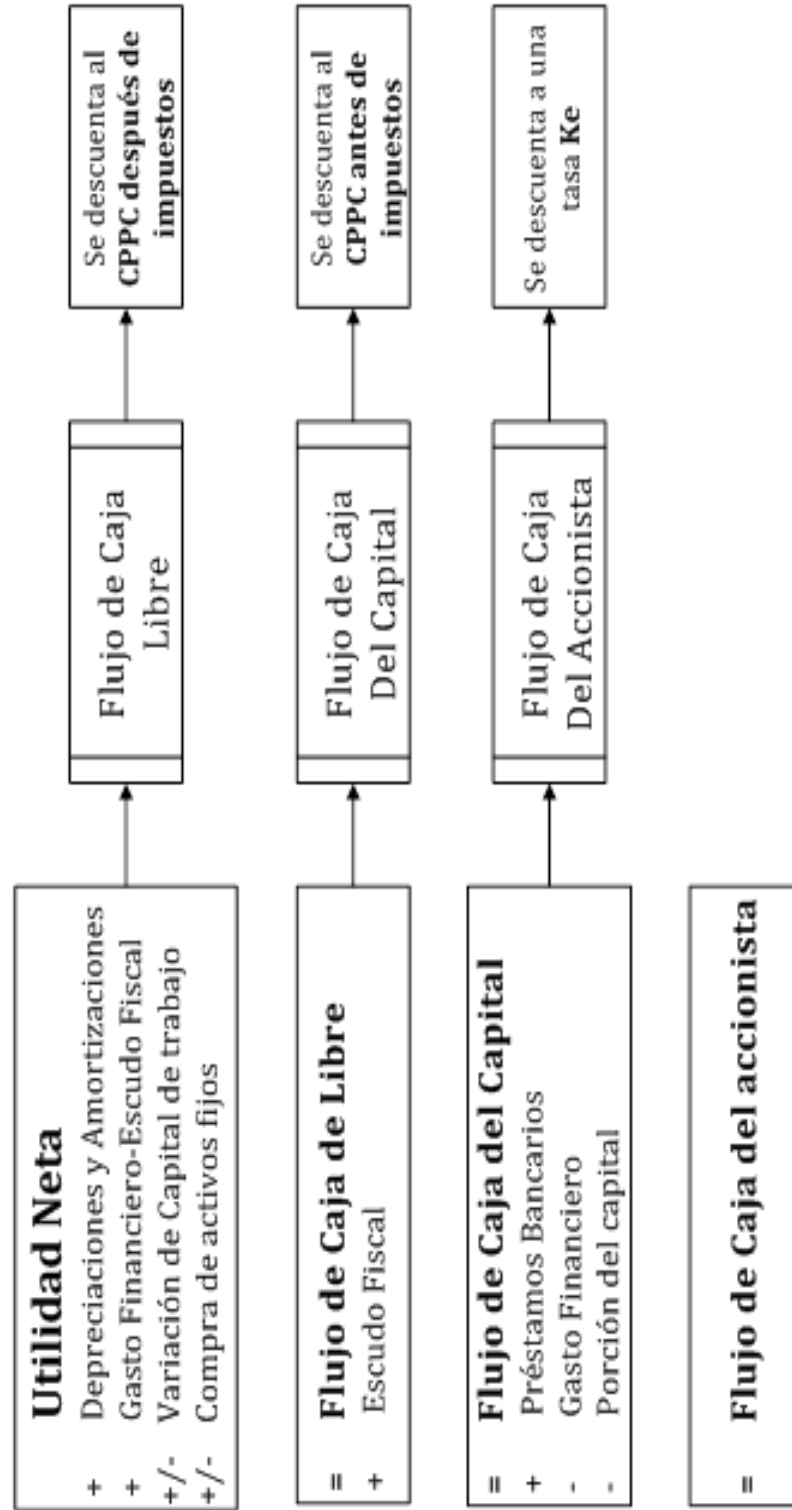 Utilidad Neta
+ Depreciaciones y Amortizaciones
+ Gasto Financiero-Escudo Fiscal
+/- Variación de Capital de trabajo
+/- Compra de activos fijos
Flujo de Caja
Libre
Se descuenta al
CPPC después de
impuestos
= Flujo de Caja de Libre
+ Escudo Fiscal
Flujo de Caja
Del Capital
Se descuenta al
CPPC antes de
impuestos
= Flujo de Caja del Capital
+ Préstamos Bancarios
- Gasto Financiero
- Porción del capital
Flujo de Caja
Del Accionista
Se descuenta a una
tasa Ke
= Flujo de Caja del accionista